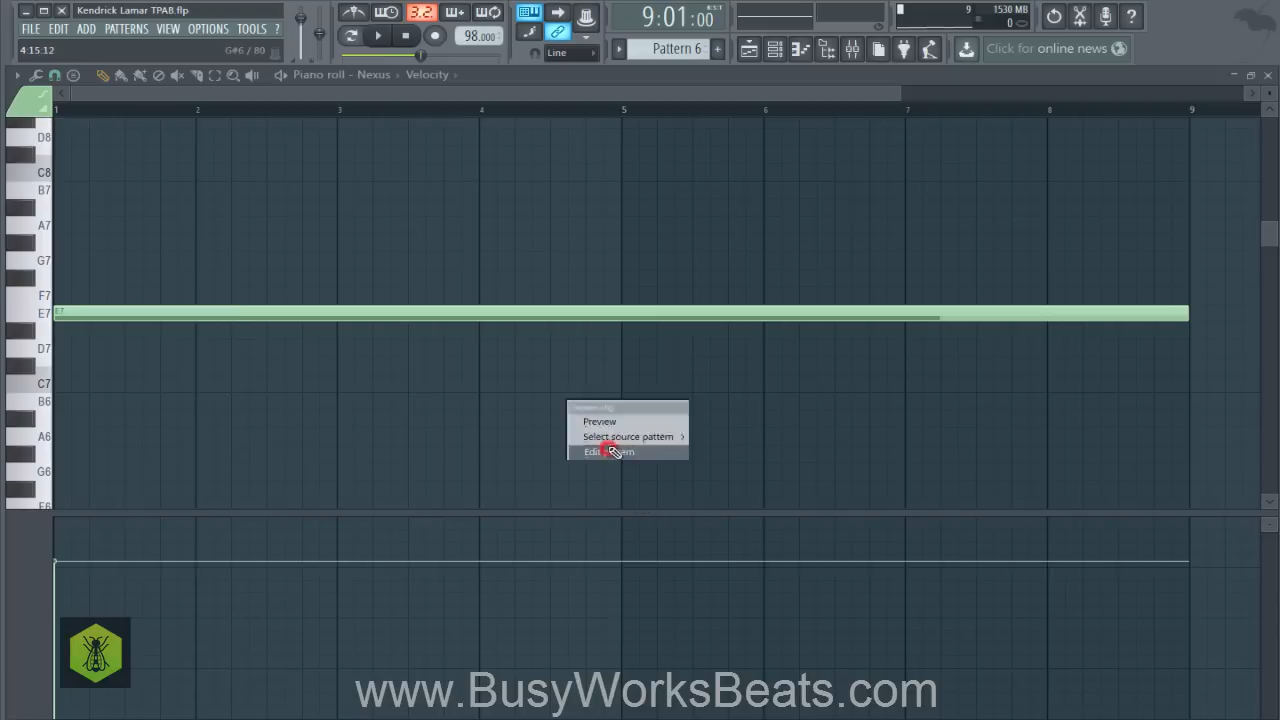 Kendrick Lamar TPAB.flp
FILE EDIT ADD PATTERNS VIEW OPTIONS TOOLS ?
4:15:12 G#6 / 80
3.2.
98.000
Line
9:01:00
B:S:T
Pattern 6
9 1530 MB
0
Click for online news
Piano roll - Nexus Velocity
1 2 3 4 5 6 7 8 9
D8
C8
B7
A7
G7
F7
E7
E7
D7
C7
B6
A6
G6
Preview
Select source pattern
www.BusyWorksBeats.com